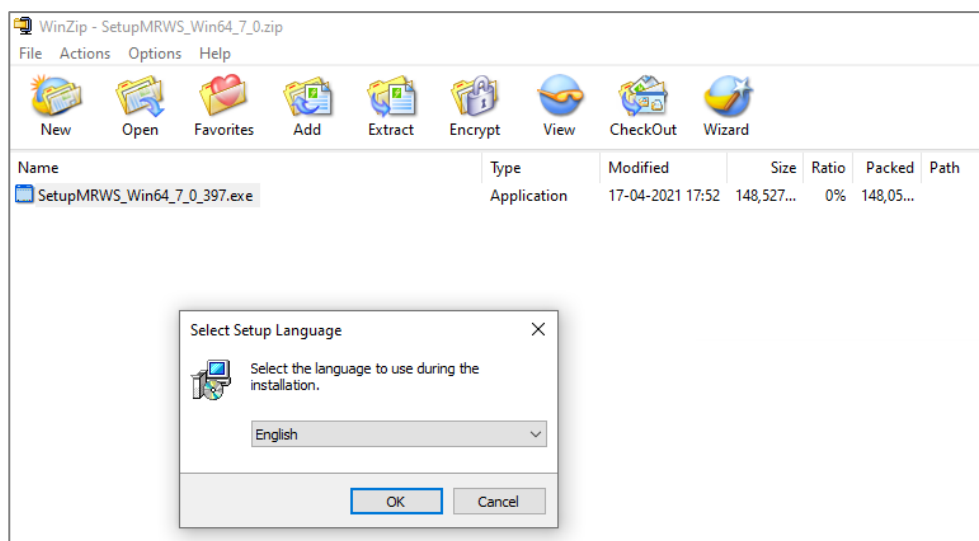 WinZip - SetupMRWS_Win64_7_0.zip
File Actions Options Help
New Open Favorites Add Extract Encrypt View CheckOut Wizard
Name Type Modified Size Ratio Packed Path
SetupMRWS_Win64_7_0_397.exe Application 17-04-2021 17:52 148,527... 0% 148,05...
Select Setup Language
Select the language to use during the
installation.
English
OK Cancel